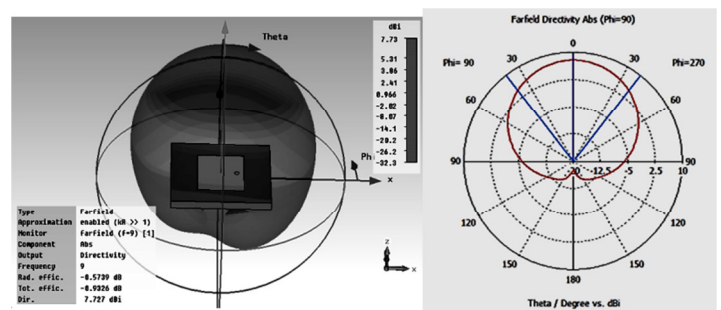 Theta
Phi
x
dBi
7.73
5.31
3.86
2.41
0.966
-2.02
-8.07
-14.1
-20.2
-26.2
-32.3
Type Farfield
Approximation enabled (kR >> 1)
Monitor Farfield (f=9) [1]
Component Abs
Output Directivity
Frequency 9
Rad. effic. -0.5739 dB
Tot. effic. -0.9326 dB
Dir. 7.727 dBi
z
x
Farfield Drectivity Abs (Phi=90)
Phi= 90
0
Phi=270
30
30
60
60
90
-20 -12.5 -5 2.5 10
90
120
120
150
150
180
Theta / Degree vs. dBi